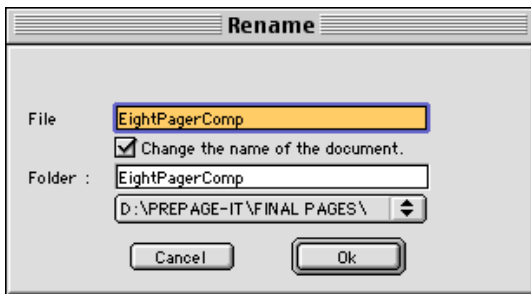 Rename
File EightPagerComp
Change the name of the document.
Folder : EightPagerComp
D:\PREPAGE-IT\FINAL PAGES\
Cancel Ok